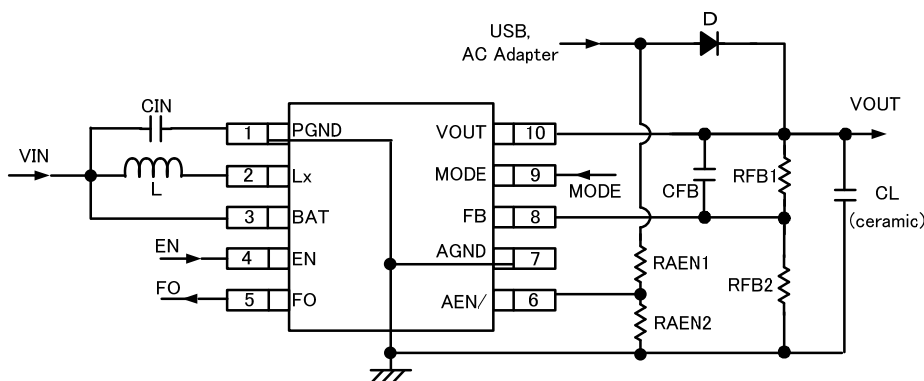 USB,
AC Adapter
D
CIN
VIN
L
1 PGND
2 Lx
3 BAT
EN
4 EN
FO
5 FO
VOUT 10
MODE 9
MODE
FB 8
AGND 7
AEN/ 6
CFB
RFB1
RFB2
RAEN1
RAEN2
VOUT
CL
(ceramic)